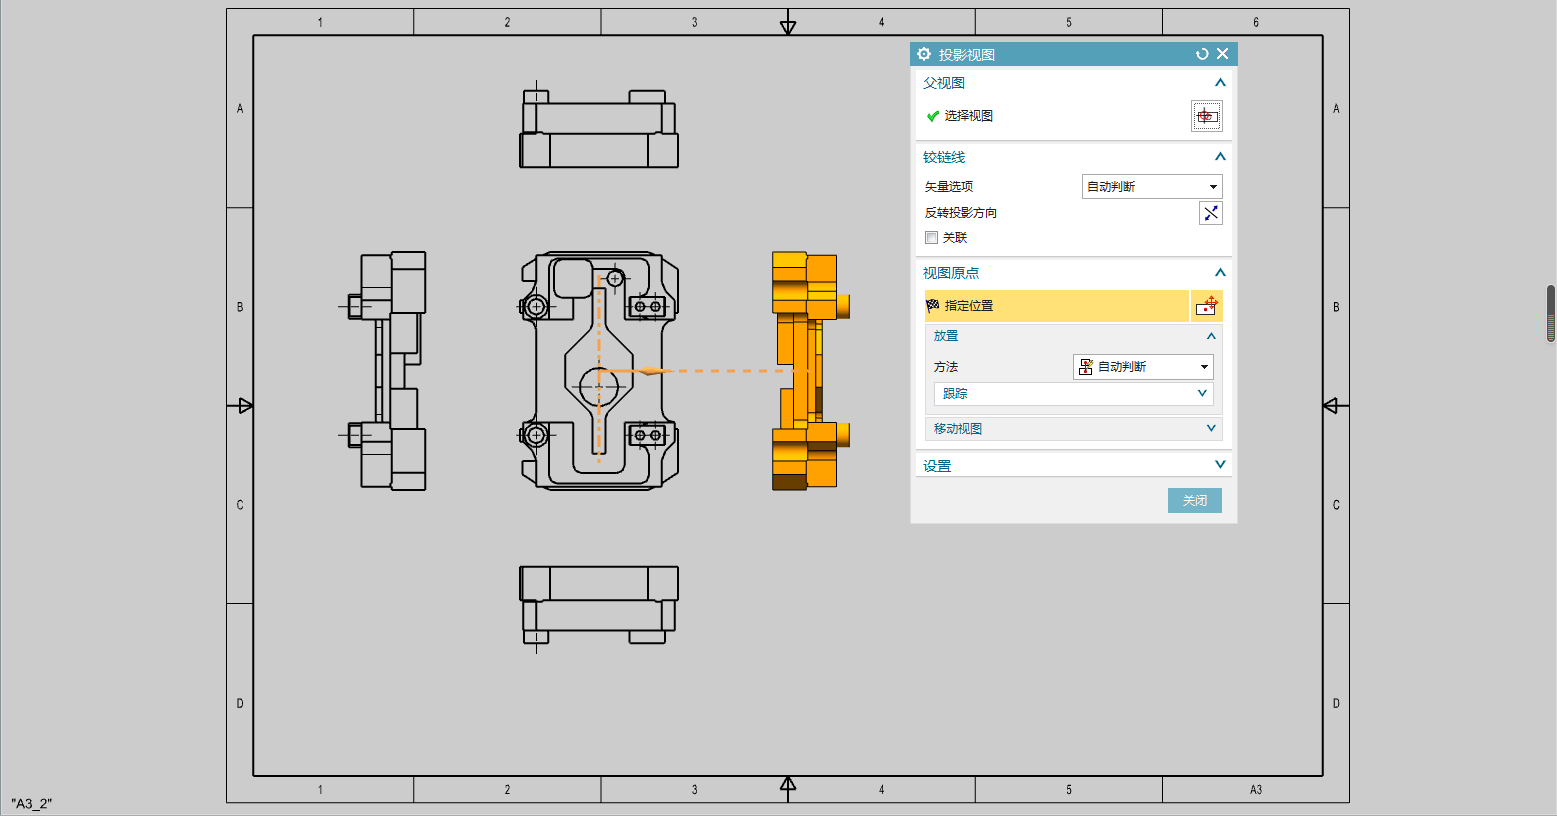 1 2 3 4 5 6
投影视图
父视图
A A
选择视图
铰链线
矢量选项 自动判断
反转投影方向
关联
视图原点
B 指定位置 B
放置
方法 自动判断
跟踪
移动视图
设置
关闭
C C
D D
1 2 3 4 5 A3
"A3_2"